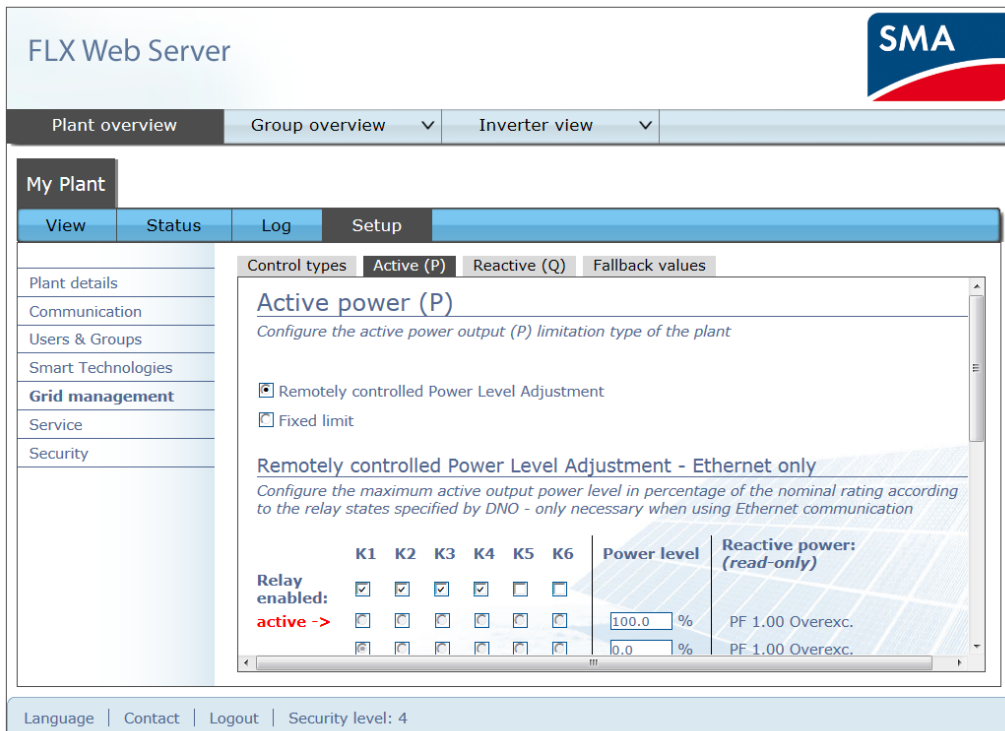 FLX Web Server
SMA
Plant overview Group overview Inverter view
My Plant
View Status Log Setup
Plant details
Communication
Users & Groups
Smart Technologies
Grid management
Service
Security
Control types Active (P) Reactive (Q) Fallback values
Active power (P)
Configure the active power output (P) limitation type of the plant
Remotely controlled Power Level Adjustment
Fixed limit
Remotely controlled Power Level Adjustment - Ethernet only
Configure the maximum active output power level in percentage of the nominal rating according
to the relay states specified by DNO - only necessary when using Ethernet communication
K1 K2 K3 K4 K5 K6 Power level Reactive power:
(read-only)
Relay
enabled:
active -> 100.0 % PF 1.00 Overexc.
0.0 % PF 1.00 Overexc.
Language | Contact | Logout | Security level: 4